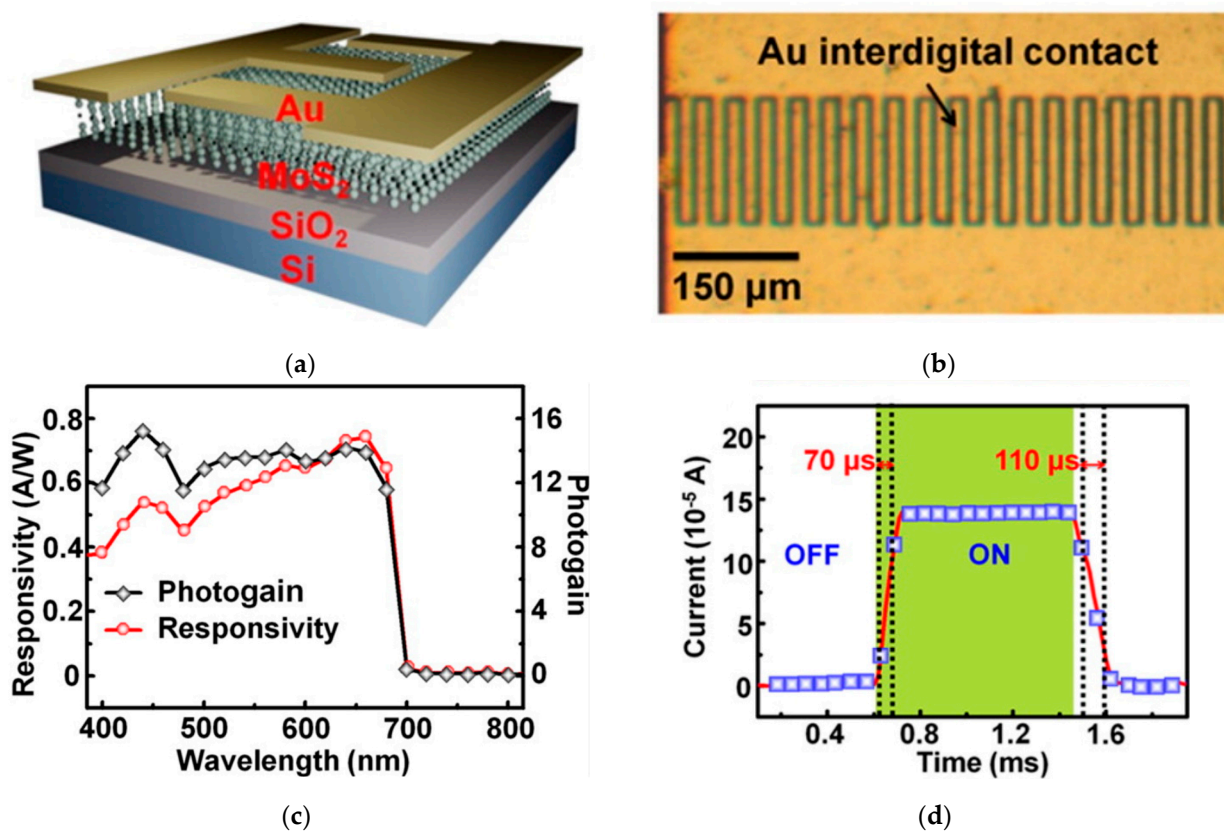 Au
MoS₂
SiO₂
Si
(a)
Au interdigital contact
150 µm
(b)
Responsivity (A/W)
0.8
0.6
0.4
0.2
0
16
12
8
4
0
Photogain
Photogain
Responsivity
400 500 600 700 800
Wavelength (nm)
(c)
Current (10⁻⁵ A)
20
15
10
5
0
70 µs
110 µs
OFF
ON
0.4 0.8 1.2 1.6
Time (ms)
(d)